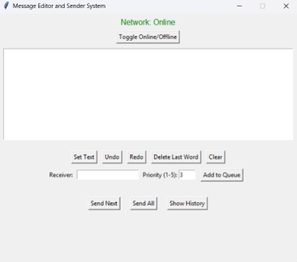 Message Editor and Sender System
Network: Online
Toggle Online/Offline
Set Text Undo Redo Delete Last Word Clear
Receiver: Priority (1-5): 3 Add to Queue
Send Next Send All Show History